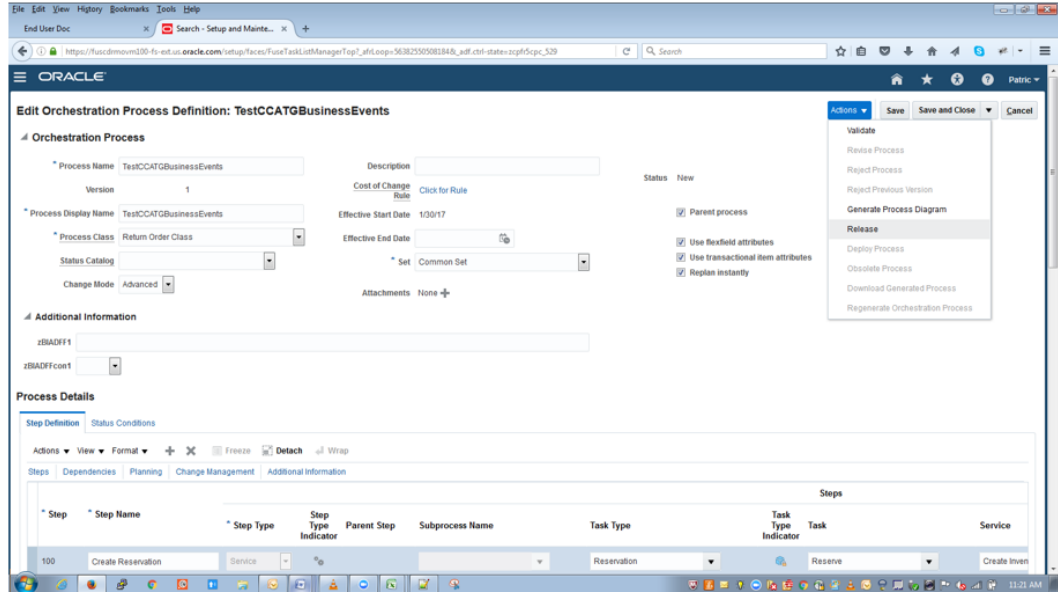 File Edit View History Bookmarks Tools Help
End User Doc × Search - Setup and Mainte... × +
https://fuscdrmovm100-fs-ext.us.oracle.com/setup/faces/FuseTaskListManagerTop?_afrLoop=56382550508184&_adf.ctrl-state=zcpfr5cpc_529 Search
ORACLE Patric
Edit Orchestration Process Definition: TestCCATGBusinessEvents
Actions Save Save and Close Cancel
Validate
Revise Process
Reject Process
Reject Previous Version
Generate Process Diagram
Release
Deploy Process
Obsolete Process
Download Generated Process
Regenerate Orchestration Process
Orchestration Process
* Process Name TestCCATGBusinessEvents
Version 1
* Process Display Name TestCCATGBusinessEvents
* Process Class Return Order Class
Status Catalog
Change Mode Advanced
Description
Cost of Change Rule Click for Rule
Effective Start Date 1/30/17
Effective End Date
* Set Common Set
Attachments None
Status New
Parent process
Use flexfield attributes
Use transactional item attributes
Replan instantly
Additional Information
zBIADFF1
zBIADFFcon1
Process Details
Step Definition Status Conditions
Actions View Format Freeze Detach Wrap
Steps Dependencies Planning Change Management Additional Information
Steps
* Step * Step Name * Step Type Step Type Indicator Parent Step Subprocess Name Task Type Task Type Indicator Task Service
100 Create Reservation Service Reservation Reserve Create Inven
11:21 AM